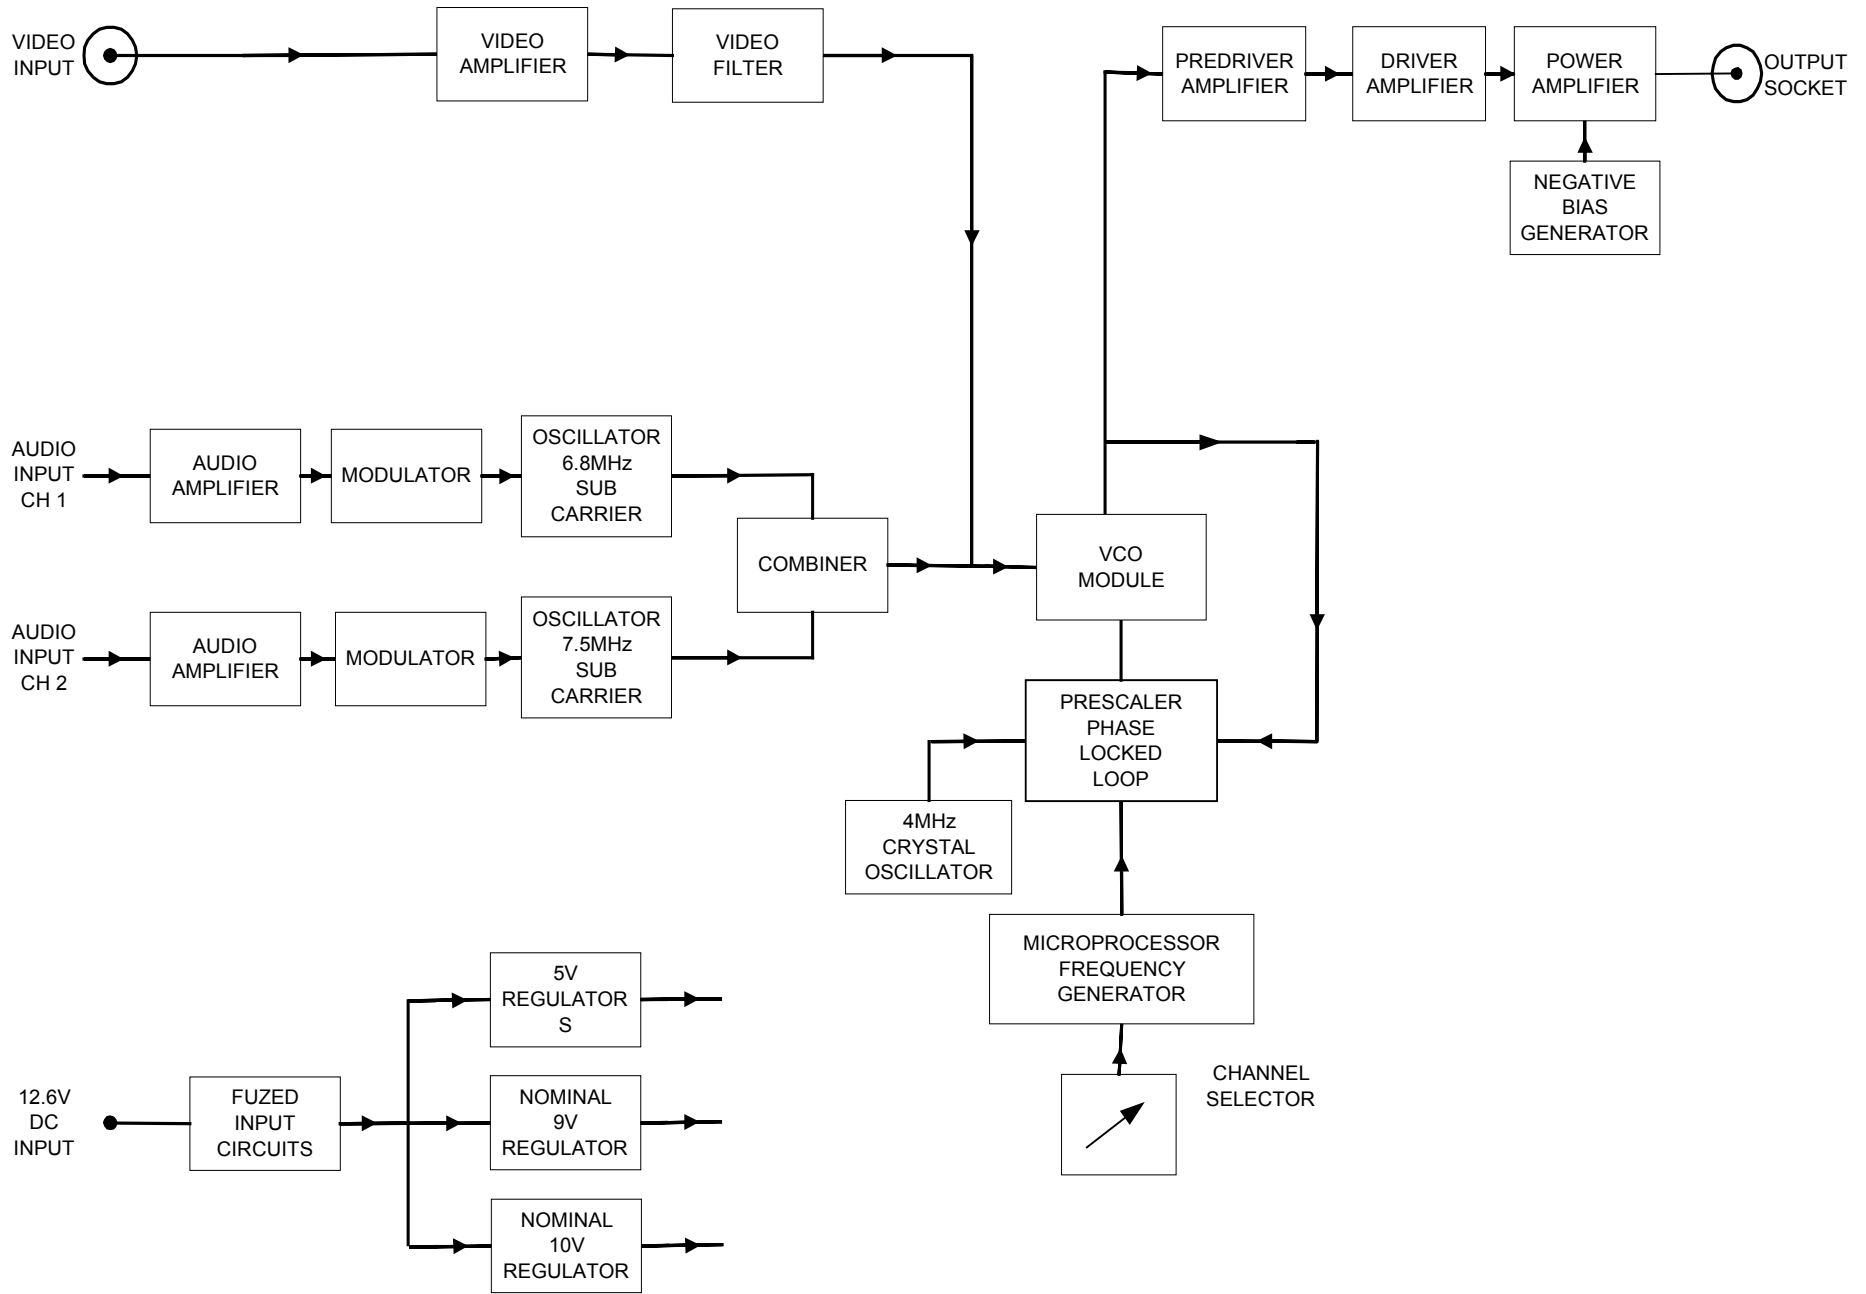 VIDEO
INPUT
VIDEO
AMPLIFIER
VIDEO
FILTER
PREDRIVER
AMPLIFIER
DRIVER
AMPLIFIER
POWER
AMPLIFIER
OUTPUT
SOCKET
NEGATIVE
BIAS
GENERATOR
AUDIO
INPUT
CH 1
AUDIO
AMPLIFIER
MODULATOR
OSCILLATOR
6.8MHz
SUB
CARRIER
COMBINER
VCO
MODULE
AUDIO
INPUT
CH 2
AUDIO
AMPLIFIER
MODULATOR
OSCILLATOR
7.5MHz
SUB
CARRIER
PRESCALER
PHASE
LOCKED
LOOP
4MHz
CRYSTAL
OSCILLATOR
MICROPROCESSOR
FREQUENCY
GENERATOR
CHANNEL
SELECTOR
12.6V
DC
INPUT
FUZED
INPUT
CIRCUITS
5V
REGULATOR
S
NOMINAL
9V
REGULATOR
NOMINAL
10V
REGULATOR